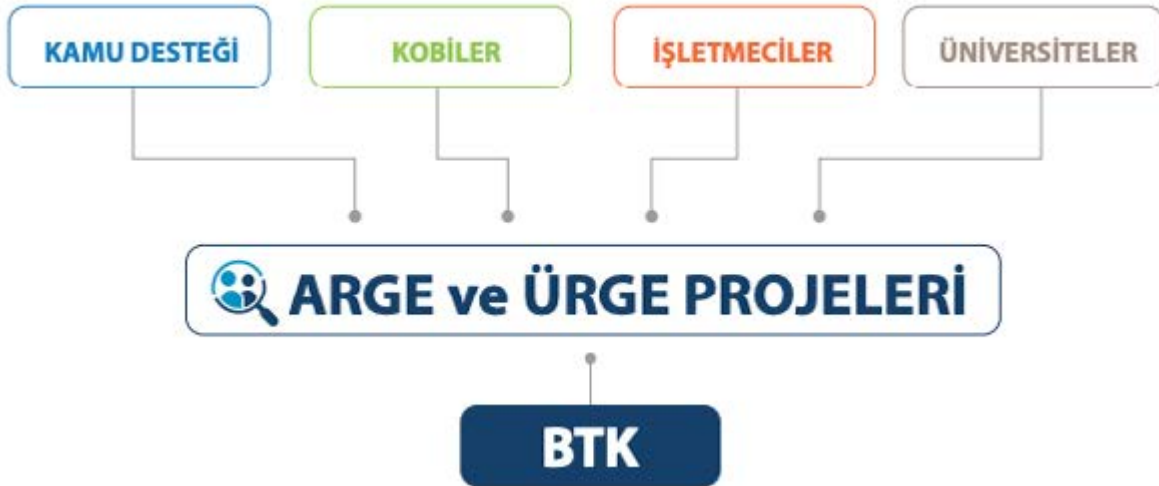 KAMU DESTEĞİ
KOBİLER
İŞLETMECİLER
ÜNİVERSİTELER
ARGE ve ÜRGE PROJELERİ
BTK